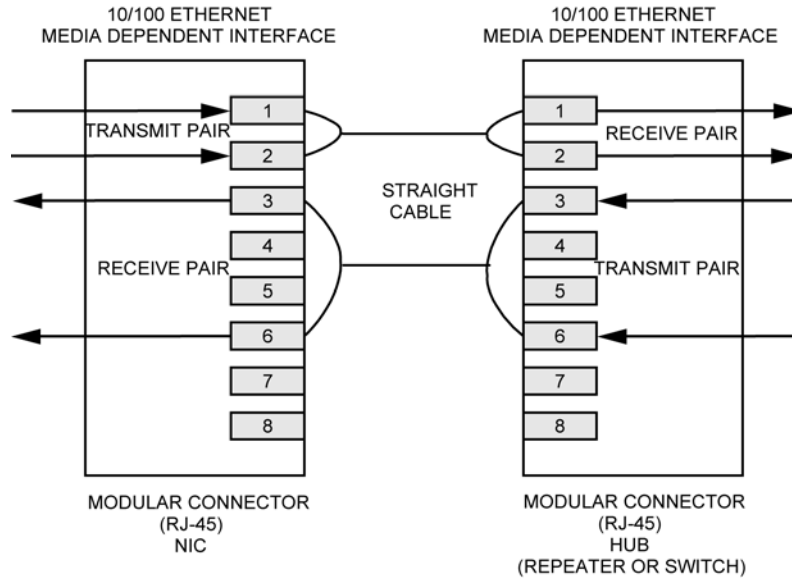 10/100 ETHERNET
MEDIA DEPENDENT INTERFACE
10/100 ETHERNET
MEDIA DEPENDENT INTERFACE
1
TRANSMIT PAIR
2
3
4
RECEIVE PAIR
5
6
7
8
STRAIGHT
CABLE
1
RECEIVE PAIR
2
3
4
TRANSMIT PAIR
5
6
7
8
MODULAR CONNECTOR
(RJ-45)
NIC
MODULAR CONNECTOR
(RJ-45)
HUB
(REPEATER OR SWITCH)